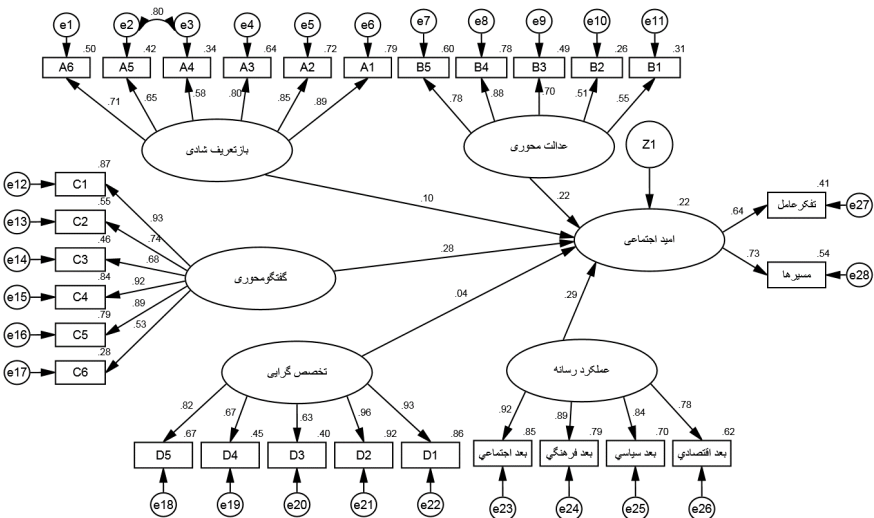 .80
e1 e2 e3 e4 e5 e6
.50 .42 .34 .64 .72 .79
A6 A5 A4 A3 A2 A1
.71 .65 .58 .80 .85 .89
بازتعریف شادی
e7 e8 e9 e10 e11
.60 .78 .49 .26 .31
B5 B4 B3 B2 B1
.78 .88 .70 .51 .55
عدالت محوری
Z1
.10
.22
.22
امید اجتماعی
.64
.41
تفکرعامل
e27
.73
.54
مسیرها
e28
.87
e12 C1
.93
.55
e13 C2
.74
.46
e14 C3
.68
.84
e15 C4
.92
.79
e16 C5
.89
.28
e17 C6
.53
گفتگومحوری
.28
.04
.29
تخصص گرایی
.82 .67 .63 .96 .93
.67 .45 .40 .92 .86
D5 D4 D3 D2 D1
e18 e19 e20 e21 e22
عملکرد رسانه
.92 .89 .84 .78
.85 .79 .70 .62
بعد اجتماعي بعد فرهنگي بعد سياسي بعد اقتصادي
e23 e24 e25 e26